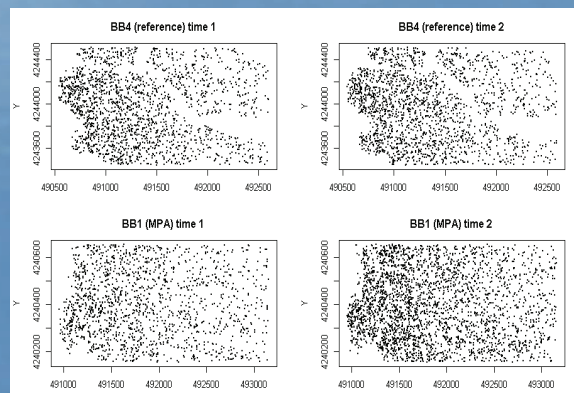 BB4 (reference) time 1
Y
4243600 4244000 4244400
490500 491000 491500 492000 492500
BB4 (reference) time 2
Y
4243600 4244000 4244400
490500 491000 491500 492000 492500
BB1 (MPA) time 1
Y
4240200 4240400 4240600
491000 491500 492000 492500 493000
BB1 (MPA) time 2
Y
4240200 4240400 4240600
491000 491500 492000 492500 493000